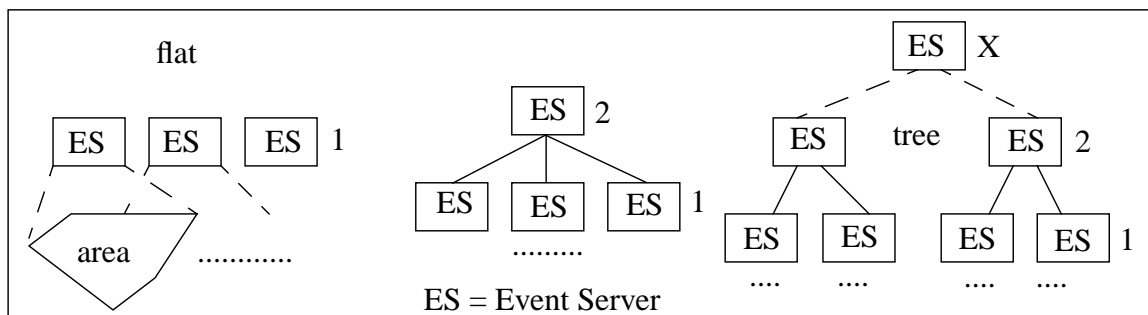 flat
ES ES ES 1
area
............
ES 2
ES ES ES 1
.........
ES = Event Server
ES X
ES tree ES 2
ES ES ES ES 1
.... .... .... ....